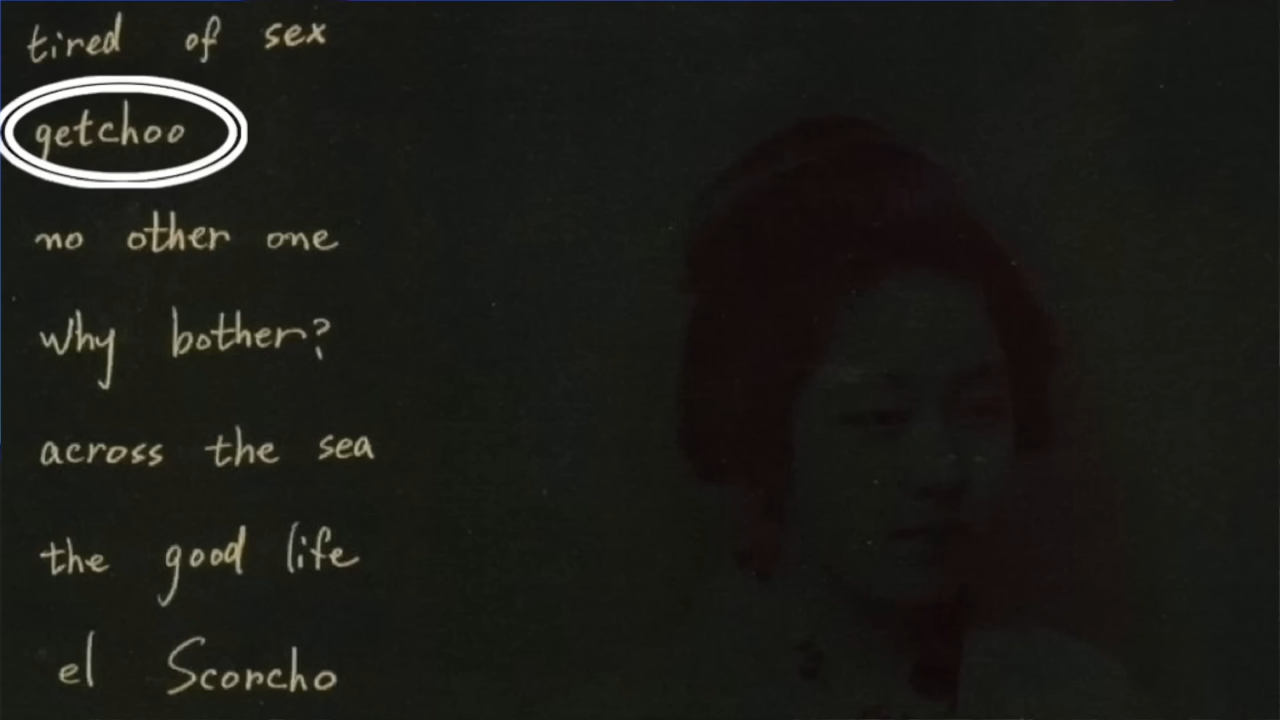 tired of sex
getchoo
no other one
why bother?
across the sea
the good life
el Scorcho